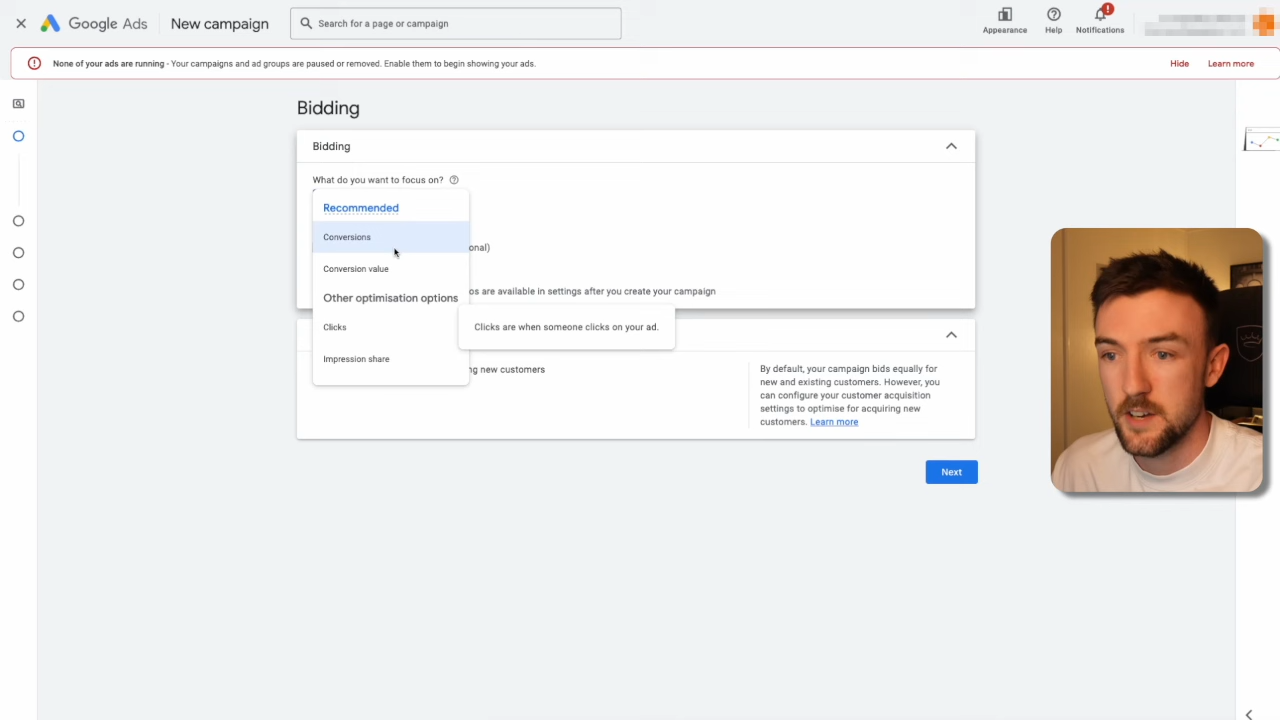 Google Ads
New campaign
Search for a page or campaign
Appearance
Help
Notifications
None of your ads are running - Your campaigns and ad groups are paused or removed. Enable them to begin showing your ads.
Hide
Learn more
Bidding
Bidding
What do you want to focus on?
Recommended
Conversions
onal)
Conversion value
os are available in settings after you create your campaign
Other optimisation options
Clicks
Clicks are when someone clicks on your ad.
Impression share
ng new customers
By default, your campaign bids equally for
new and existing customers. However, you
can configure your customer acquisition
settings to optimise for acquiring new
customers. Learn more
Next